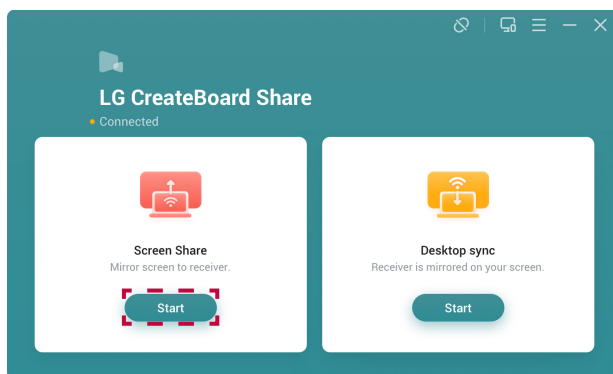 LG CreateBoard Share
Connected
Screen Share
Mirror screen to receiver.
Start
Desktop sync
Receiver is mirrored on your screen.
Start